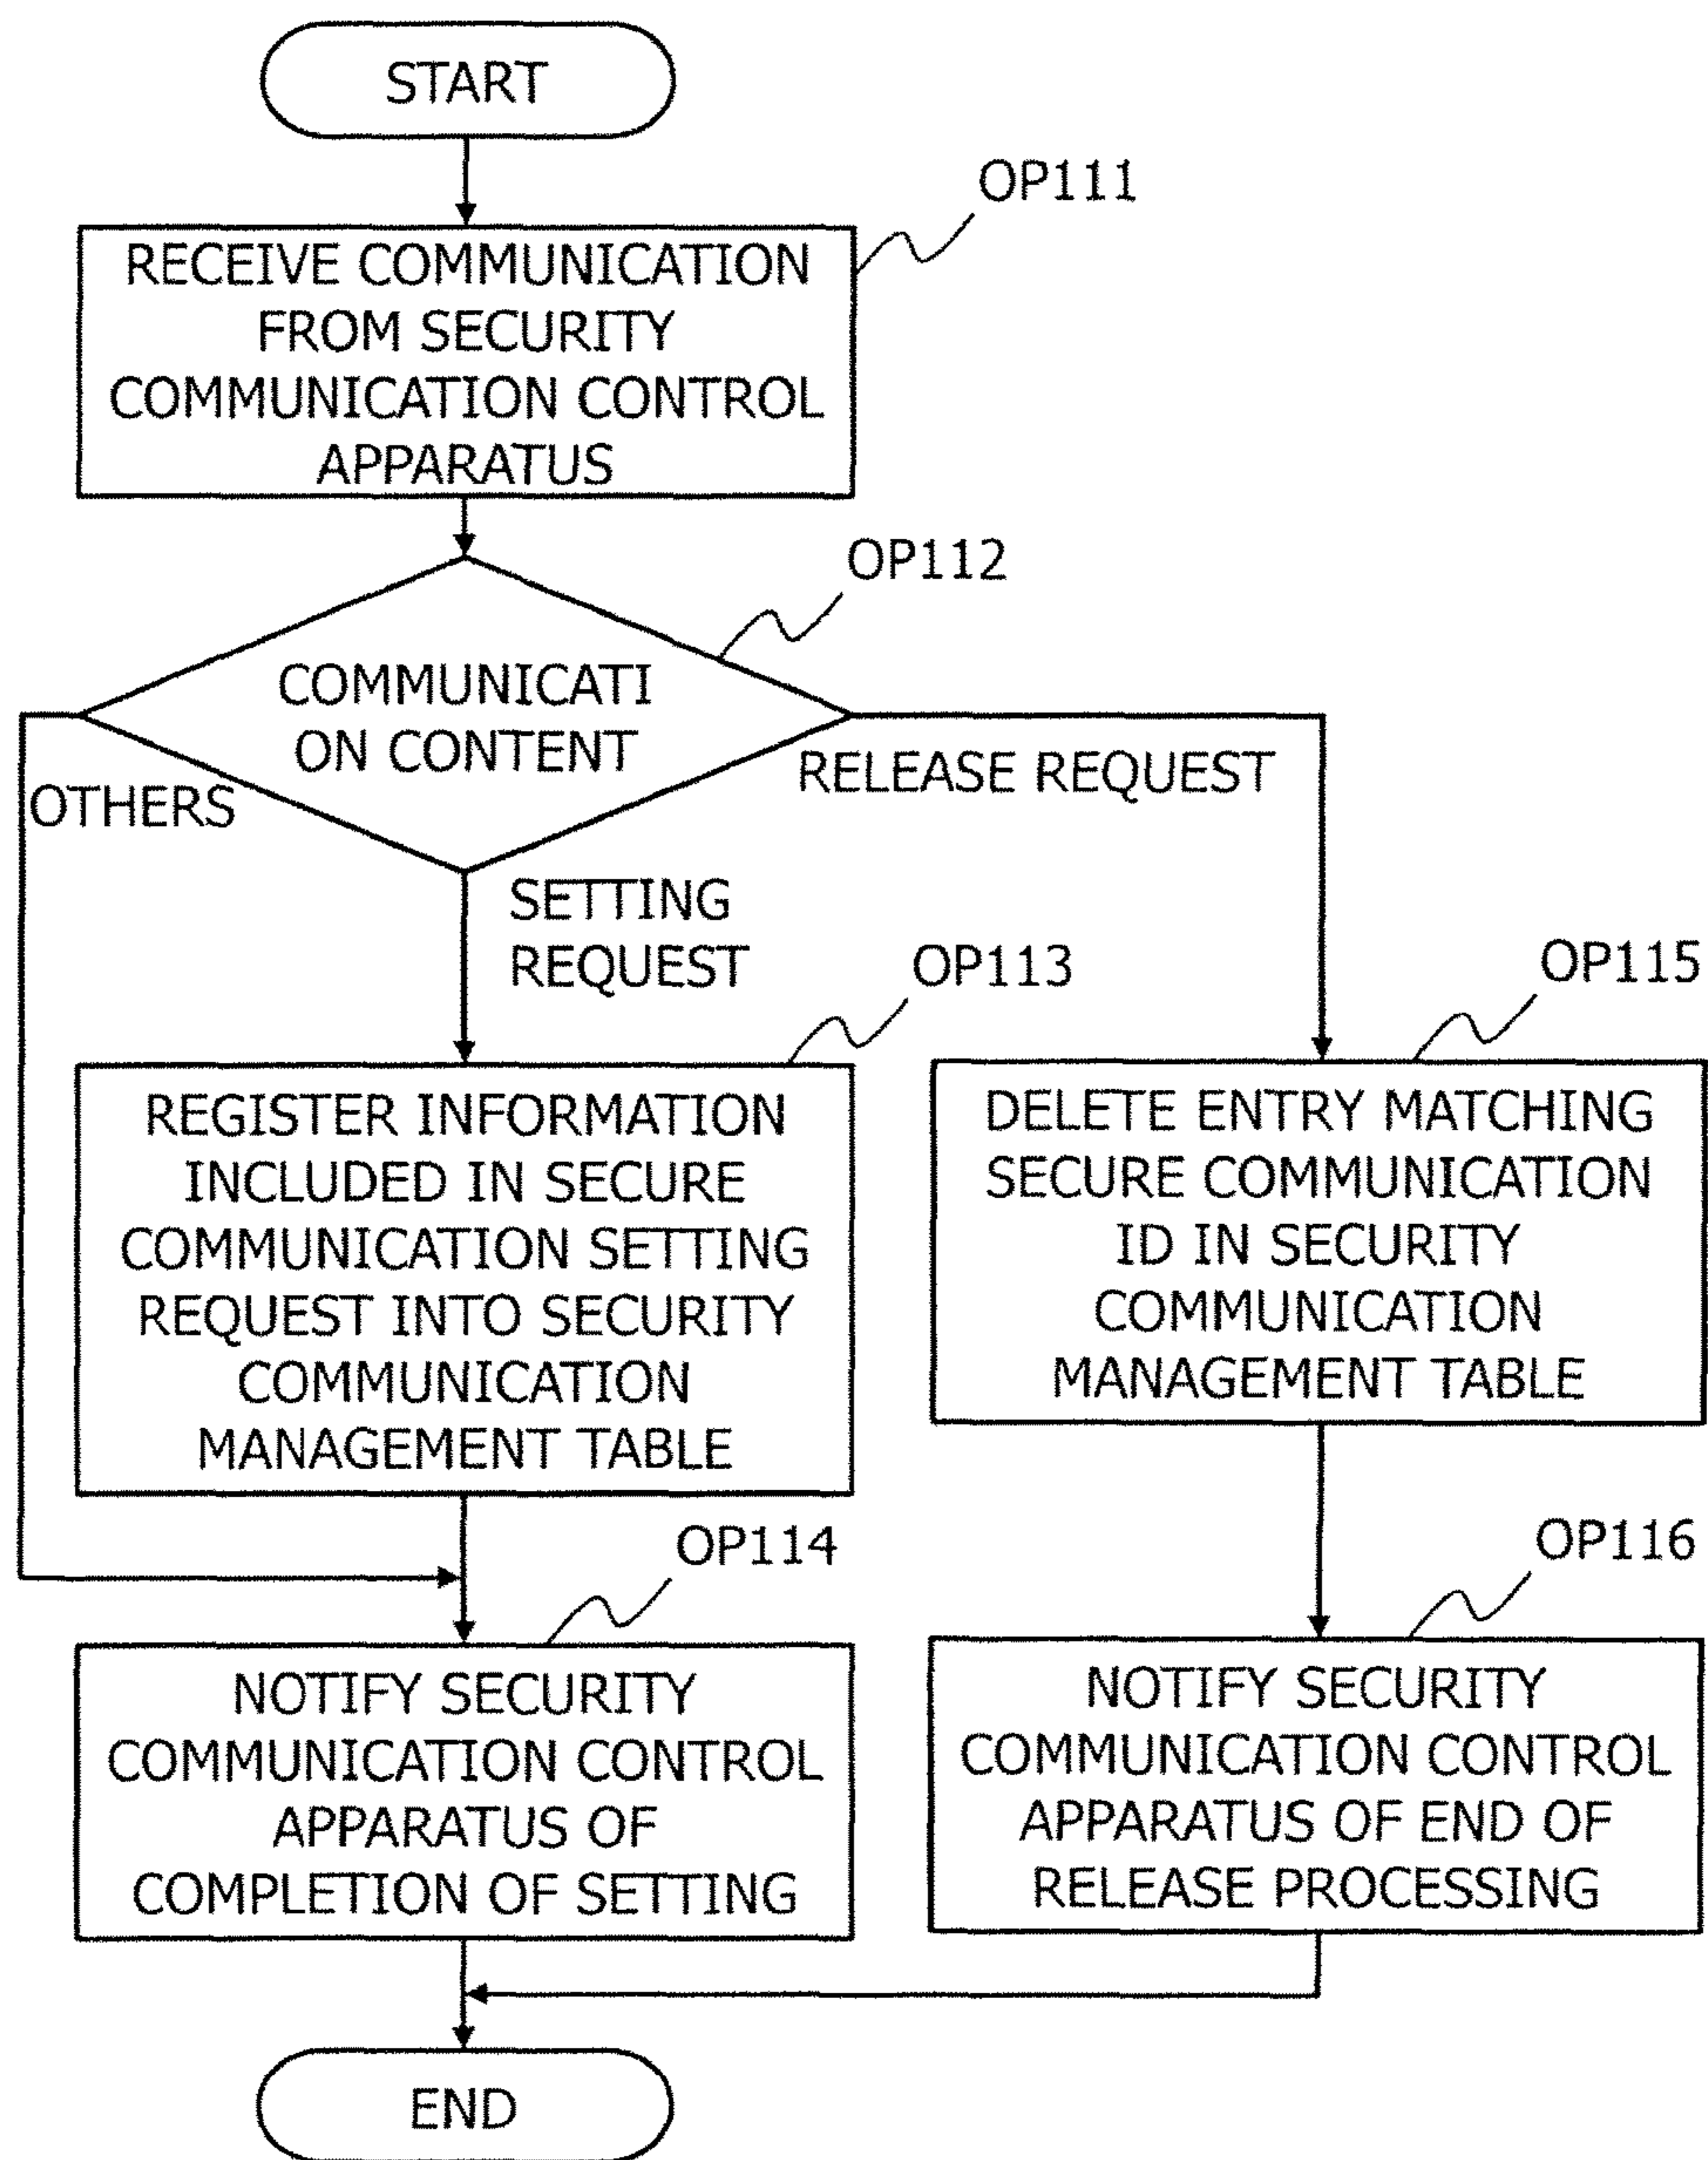 START
OP111
RECEIVE COMMUNICATION
FROM SECURITY
COMMUNICATION CONTROL
APPARATUS
OP112
COMMUNICATI
ON CONTENT
OTHERS
RELEASE REQUEST
SETTING
REQUEST
OP113
REGISTER INFORMATION
INCLUDED IN SECURE
COMMUNICATION SETTING
REQUEST INTO SECURITY
COMMUNICATION
MANAGEMENT TABLE
OP115
DELETE ENTRY MATCHING
SECURE COMMUNICATION
ID IN SECURITY
COMMUNICATION
MANAGEMENT TABLE
OP114
NOTIFY SECURITY
COMMUNICATION CONTROL
APPARATUS OF
COMPLETION OF SETTING
OP116
NOTIFY SECURITY
COMMUNICATION CONTROL
APPARATUS OF END OF
RELEASE PROCESSING
END